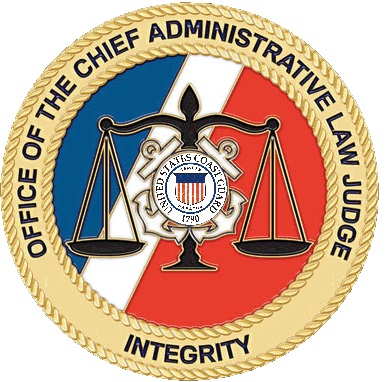 OFFICE OF THE CHIEF ADMINISTRATIVE LAW JUDGE
UNITED STATES COAST GUARD
1790
INTEGRITY